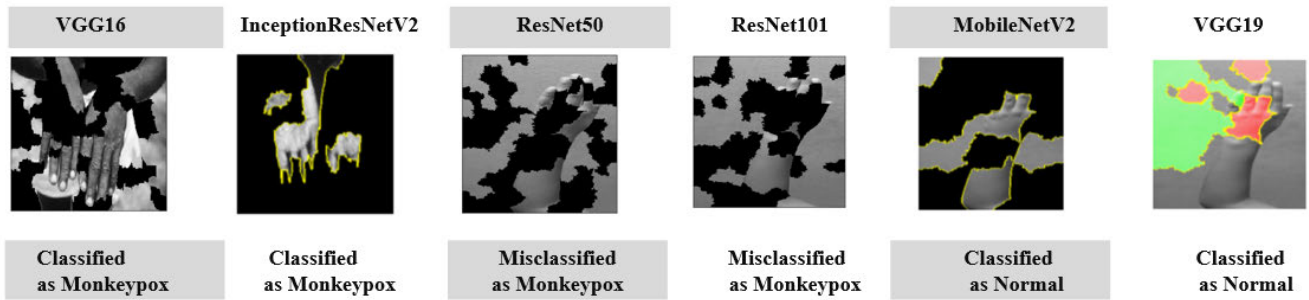 VGG16 InceptionResNetV2 ResNet50 ResNet101 MobileNetV2 VGG19
Classified Classified Misclassified Misclassified Classified Classified
as Monkeypox as Monkeypox as Monkeypox as Monkeypox as Normal as Normal